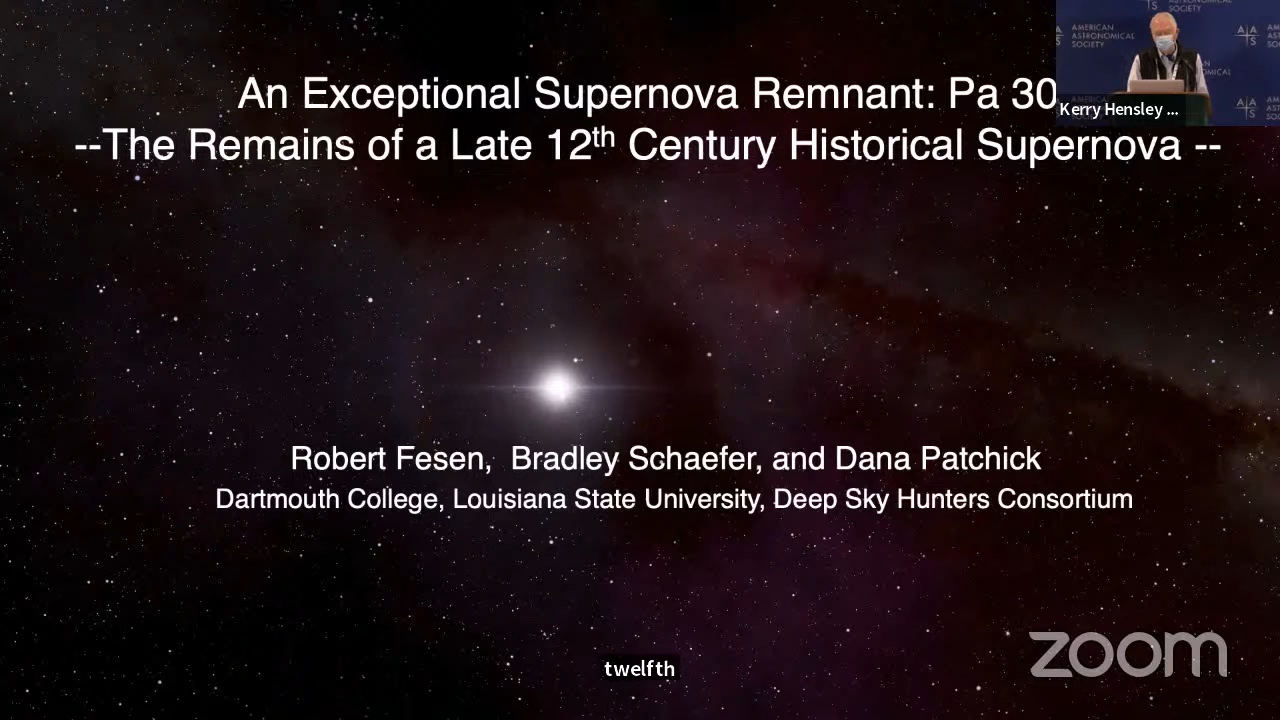 An Exceptional Supernova Remnant: Pa 30
--The Remains of a Late 12th Century Historical Supernova --
AMERICAN
ASTRONOMICAL
SOCIETY
Kerry Hensley ...
Robert Fesen, Bradley Schaefer, and Dana Patchick
Dartmouth College, Louisiana State University, Deep Sky Hunters Consortium
twelfth
zoom